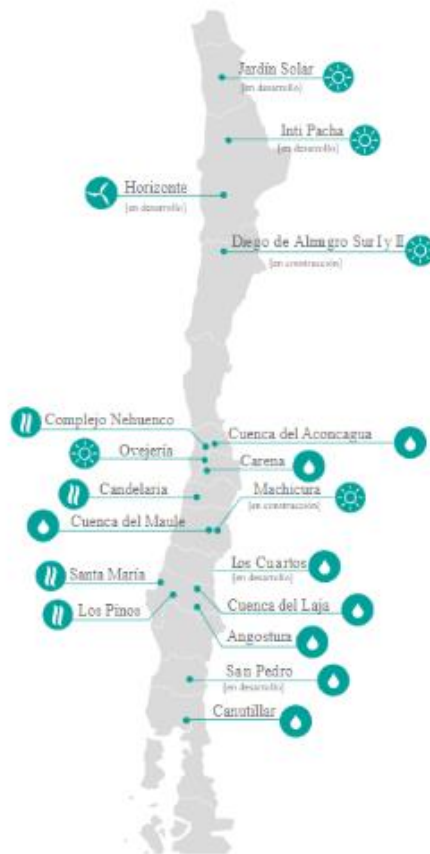 Jardín Solar
(en desarrollo)
Inti Pacha
(en desarrollo)
Horizonte
(en desarrollo)
Diego de Almagro Sur I y II
(en construcción)
Complejo Nehuenco
Cuenca del Aconcagua
Ovejería
Carena
Candelaria
Machicura
(en construcción)
Cuenca del Maule
Los Cuartos
(en desarrollo)
Santa María
Cuenca del Laja
Los Pinos
Angostura
San Pedro
(en desarrollo)
Canutillar